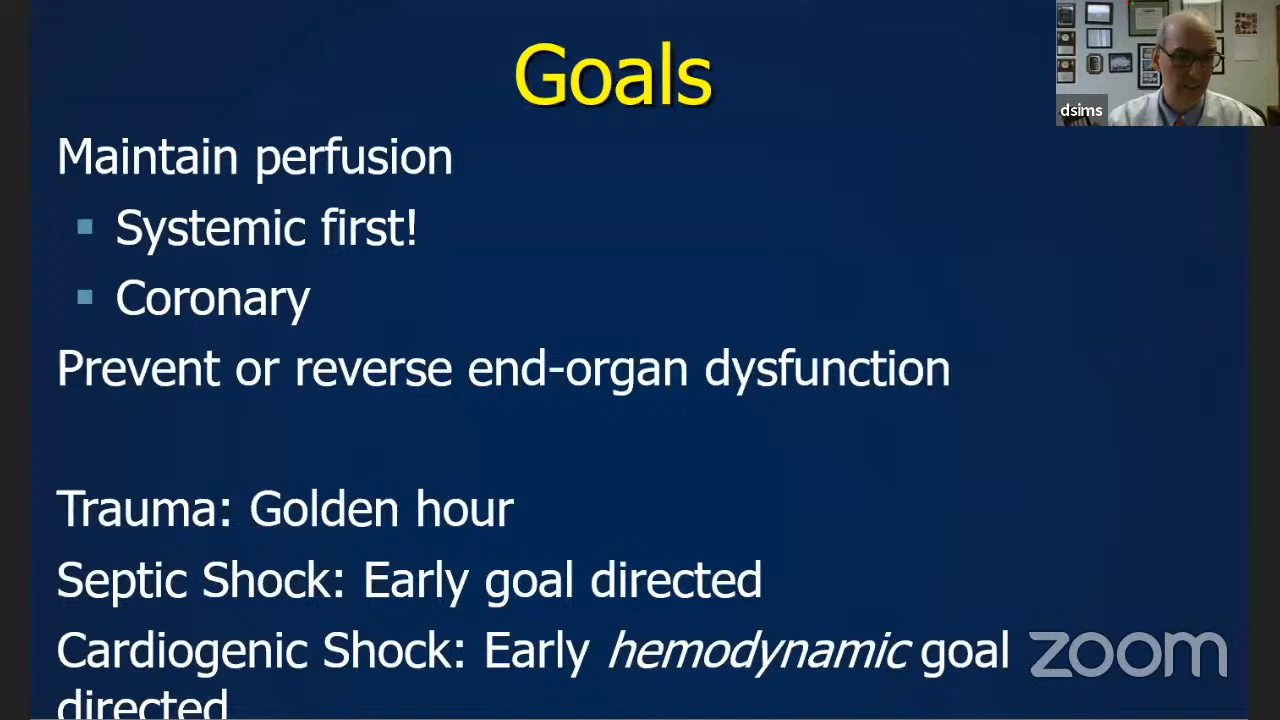 Goals
dsims
Maintain perfusion
Systemic first!
Coronary
Prevent or reverse end-organ dysfunction
Trauma: Golden hour
Septic Shock: Early goal directed
Cardiogenic Shock: Early hemodynamic goal
directed
zoom